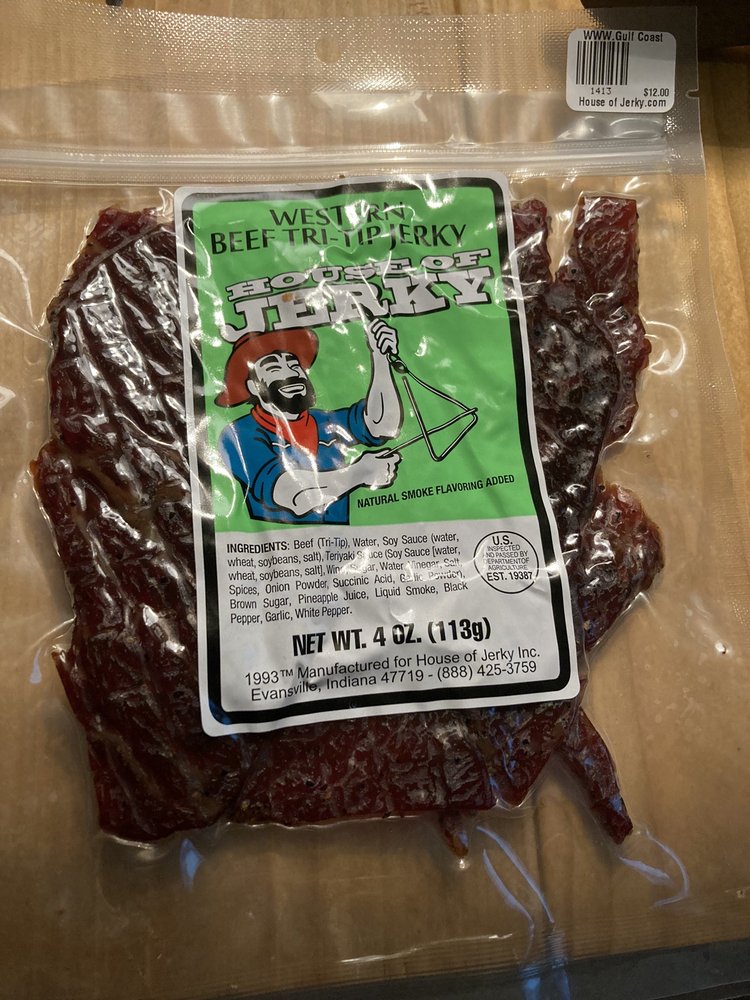 WWW.Gulf Coast
1413 $12.00
House of Jerky.com
WESTERN
BEEF TRI-TIP JERKY
HOUSE OF
JERKY
NATURAL SMOKE FLAVORING ADDED
INGREDIENTS: Beef (Tri-Tip), Water, Soy Sauce (water,
wheat, soybeans, salt), Teriyaki Sauce (Soy Sauce [water,
wheat, soybeans, salt], Wine, Sugar, Water, Vinegar, Salt,
Spices, Onion Powder, Succinic Acid, Garlic Powder),
Brown Sugar, Pineapple Juice, Liquid Smoke, Black
Pepper, Garlic, White Pepper.
U.S.
INSPECTED
AND PASSED BY
DEPARTMENT OF
AGRICULTURE
EST. 19387
NET WT. 4 OZ. (113g)
1993™ Manufactured for House of Jerky Inc.
Evansville, Indiana 47719 - (888) 425-3759